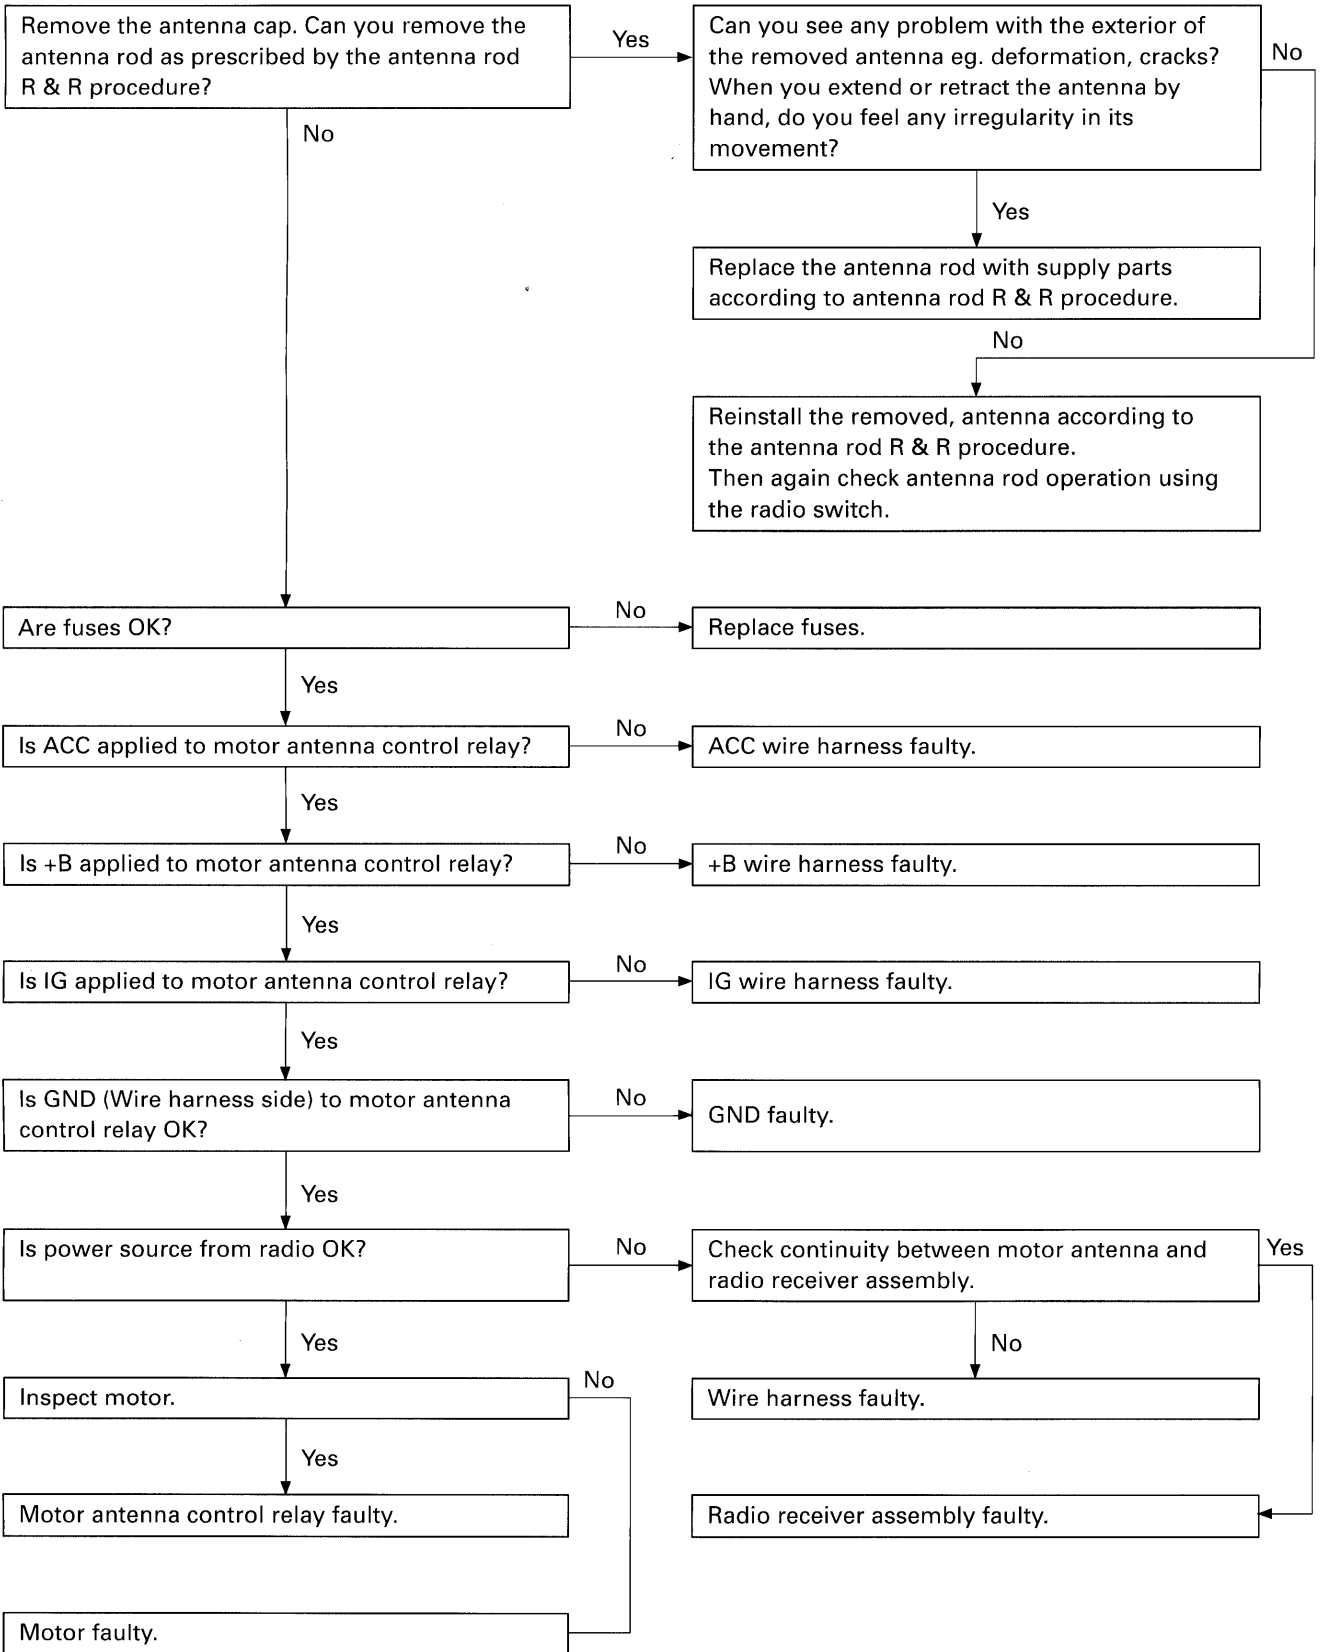 Remove the antenna cap. Can you remove the
antenna rod as prescribed by the antenna rod
R & R procedure?
Yes
Can you see any problem with the exterior of
the removed antenna eg. deformation, cracks?
When you extend or retract the antenna by
hand, do you feel any irregularity in its
movement?
No
No
Yes
Replace the antenna rod with supply parts
according to antenna rod R & R procedure.
No
Reinstall the removed, antenna according to
the antenna rod R & R procedure.
Then again check antenna rod operation using
the radio switch.
Are fuses OK?
No
Replace fuses.
Yes
Is ACC applied to motor antenna control relay?
No
ACC wire harness faulty.
Yes
Is +B applied to motor antenna control relay?
No
+B wire harness faulty.
Yes
Is IG applied to motor antenna control relay?
No
IG wire harness faulty.
Yes
Is GND (Wire harness side) to motor antenna
control relay OK?
No
GND faulty.
Yes
Is power source from radio OK?
No
Check continuity between motor antenna and
radio receiver assembly.
Yes
Yes
No
Inspect motor.
No
Wire harness faulty.
Yes
Motor antenna control relay faulty.
Radio receiver assembly faulty.
Motor faulty.